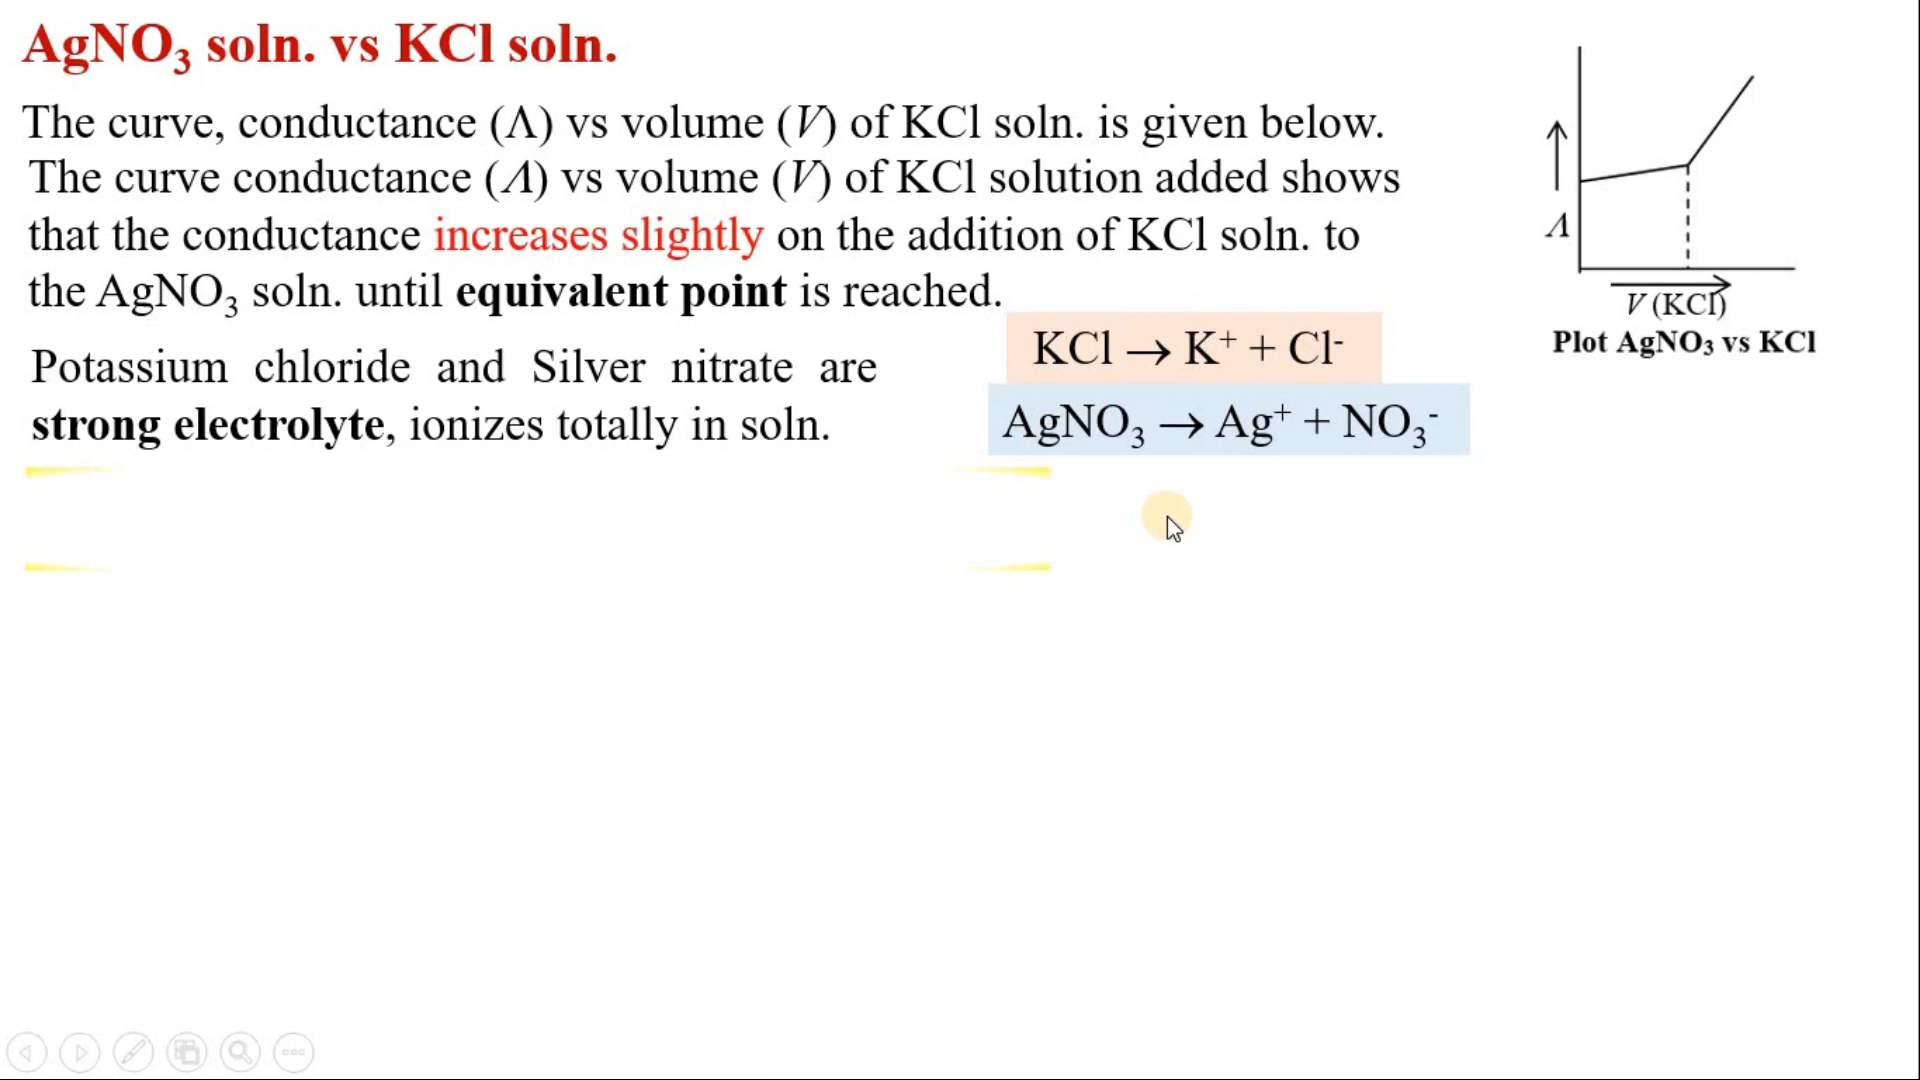 AgNO₃ soln. vs KCl soln.
The curve, conductance (Λ) vs volume (V) of KCl soln. is given below.
The curve conductance (Λ) vs volume (V) of KCl solution added shows
that the conductance increases slightly on the addition of KCl soln. to
the AgNO₃ soln. until equivalent point is reached.
Potassium chloride and Silver nitrate are
strong electrolyte, ionizes totally in soln.
KCl → K⁺ + Cl⁻
AgNO₃ → Ag⁺ + NO₃⁻
Λ
V (KCl)
Plot AgNO₃ vs KCl